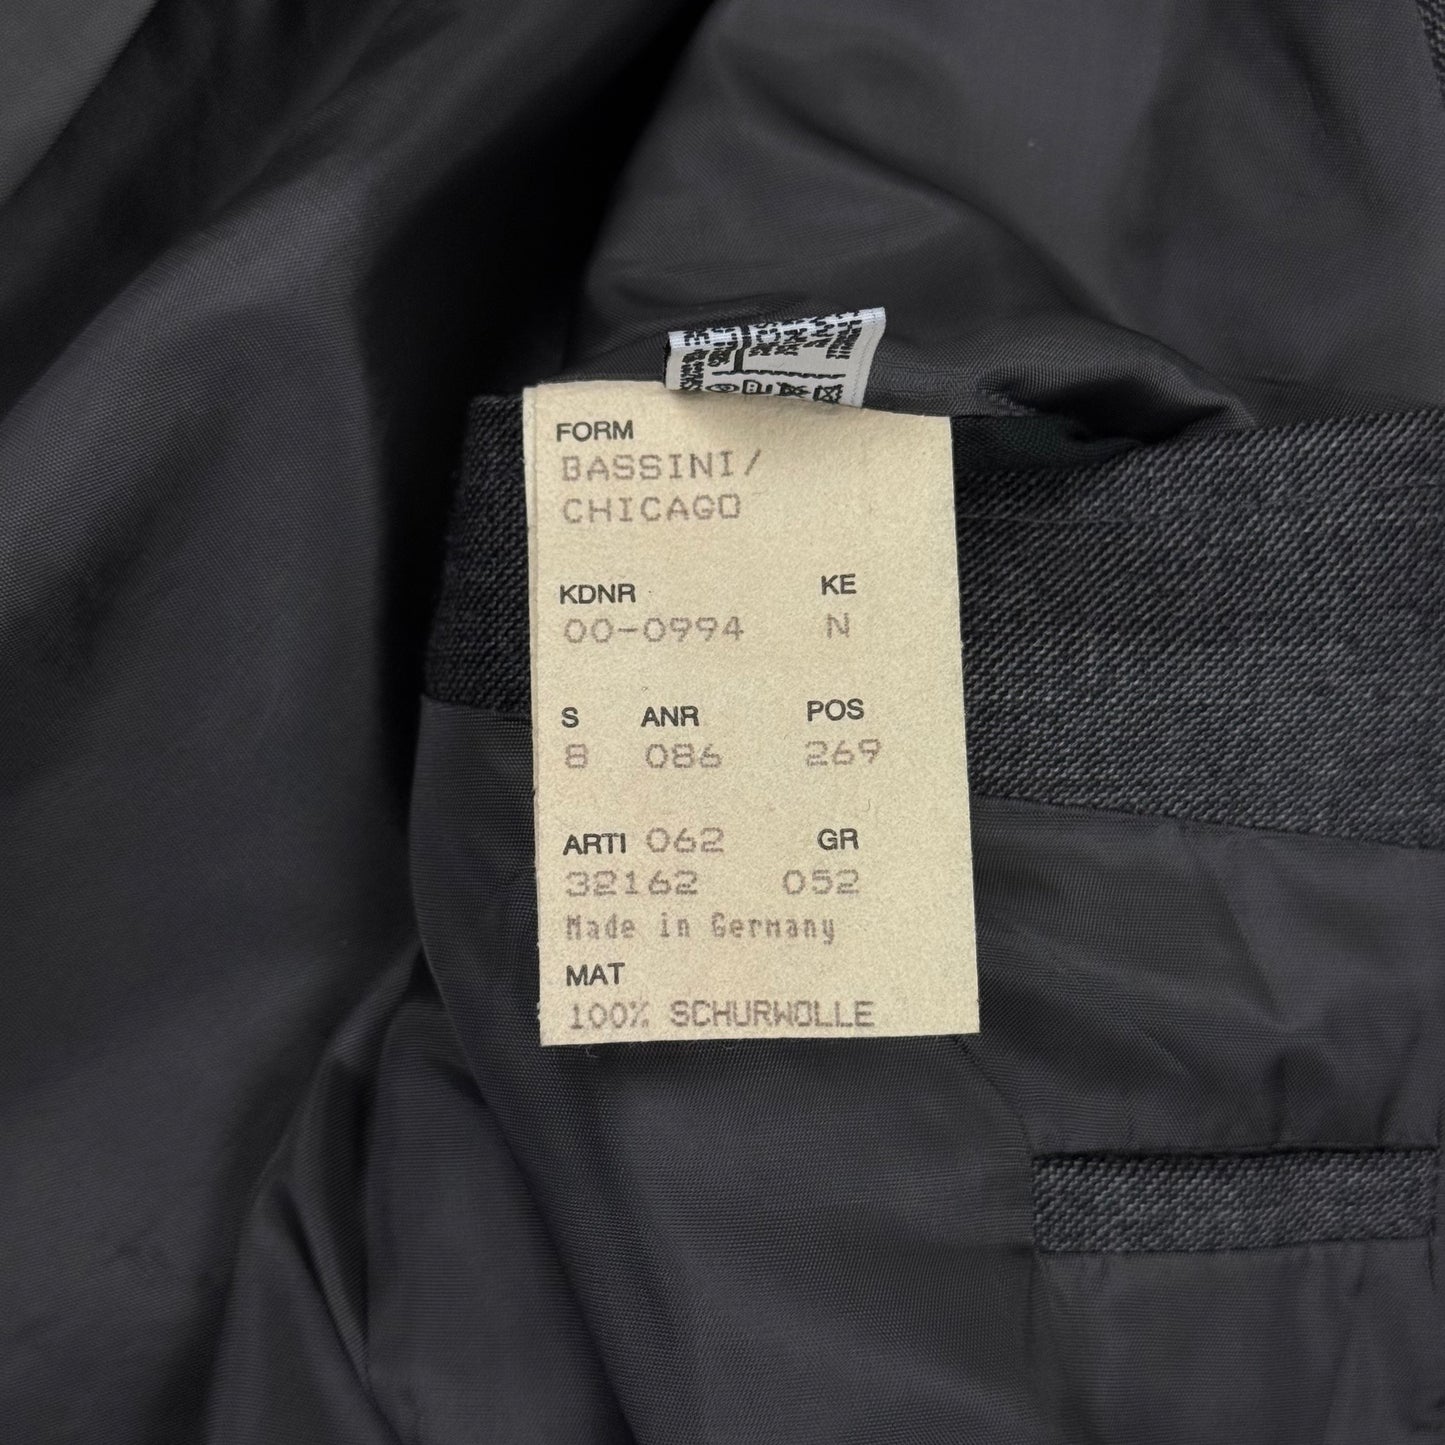 FORM
BASSINI/
CHICAGO
KDNR KE
00-0994 N
S ANR POS
8 086 269
ARTI 062 GR
32162 052
Made in Germany
MAT
100% SCHURWOLLE